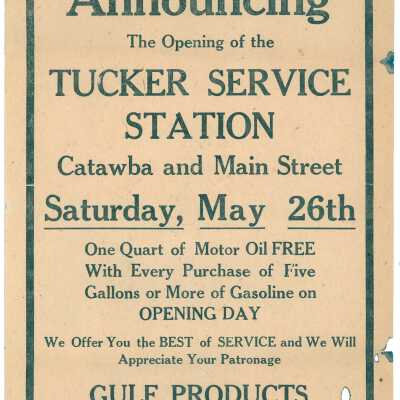 Announcing
The Opening of the
TUCKER SERVICE
STATION
Catawba and Main Street
Saturday, May 26th
One Quart of Motor Oil FREE
With Every Purchase of Five
Gallons or More of Gasoline on
OPENING DAY
We Offer You the BEST of SERVICE and We Will
Appreciate Your Patronage
GULF PRODUCTS